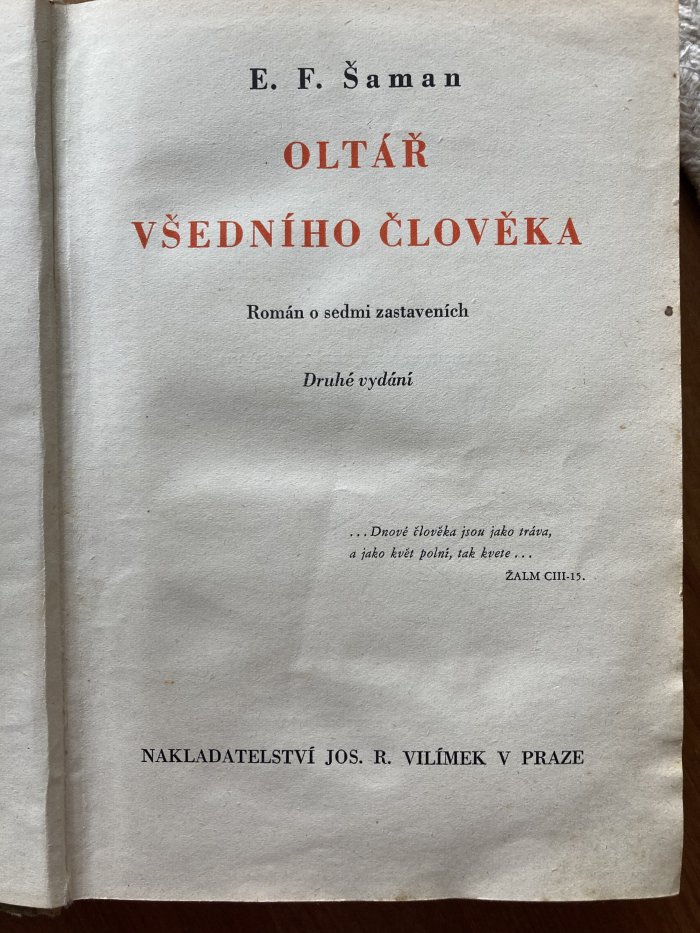 E. F. Šaman
OLTÁŘ
VŠEDNÍHO ČLOVĚKA
Román o sedmi zastaveních
Druhé vydání
...Dnové člověka jsou jako tráva,
a jako květ polní, tak kvete...
ŽALM CIII-15.
NAKLADATELSTVÍ JOS. R. VILÍMEK V PRAZE